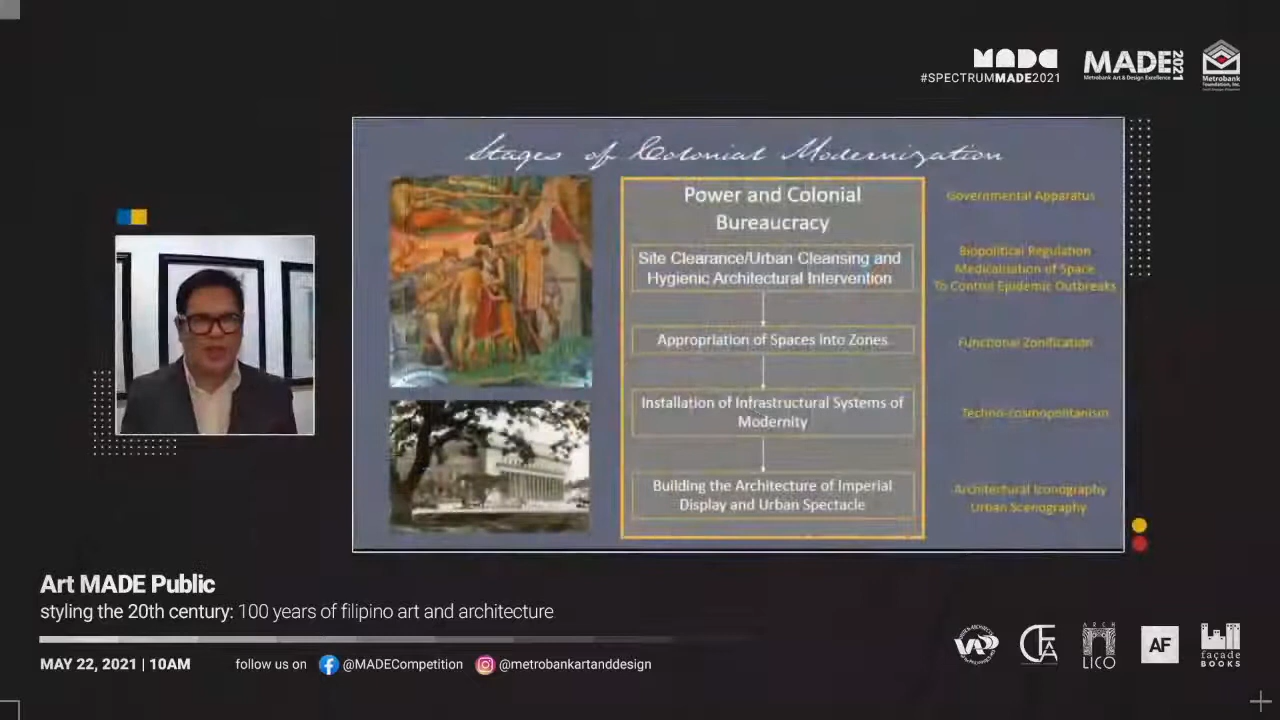 MADE
#SPECTRUMMADE2021
MADE 2021
Metrobank Art & Design Excellence
Metrobank
Foundation, Inc.
Stages of Colonial Modernization
Power and Colonial
Bureaucracy
Governmental Apparatus
Site Clearance/Urban Cleansing and
Hygienic Architectural Intervention
Biopolitical Regulation
Medicalisation of Space
To Control Epidemic Outbreaks
Appropriation of Spaces Into Zones
Functional Zonification
Installation of Infrastructural Systems of
Modernity
Techno-cosmopolitanism
Building the Architecture of Imperial
Display and Urban Spectacle
Architectural Iconography
Urban Scenography
Art MADE Public
styling the 20th century: 100 years of filipino art and architecture
MAY 22, 2021 | 10AM
follow us on
@MADECompetition
@metrobankartanddesign
ARCH
LICO
AF
façade
BOOKS